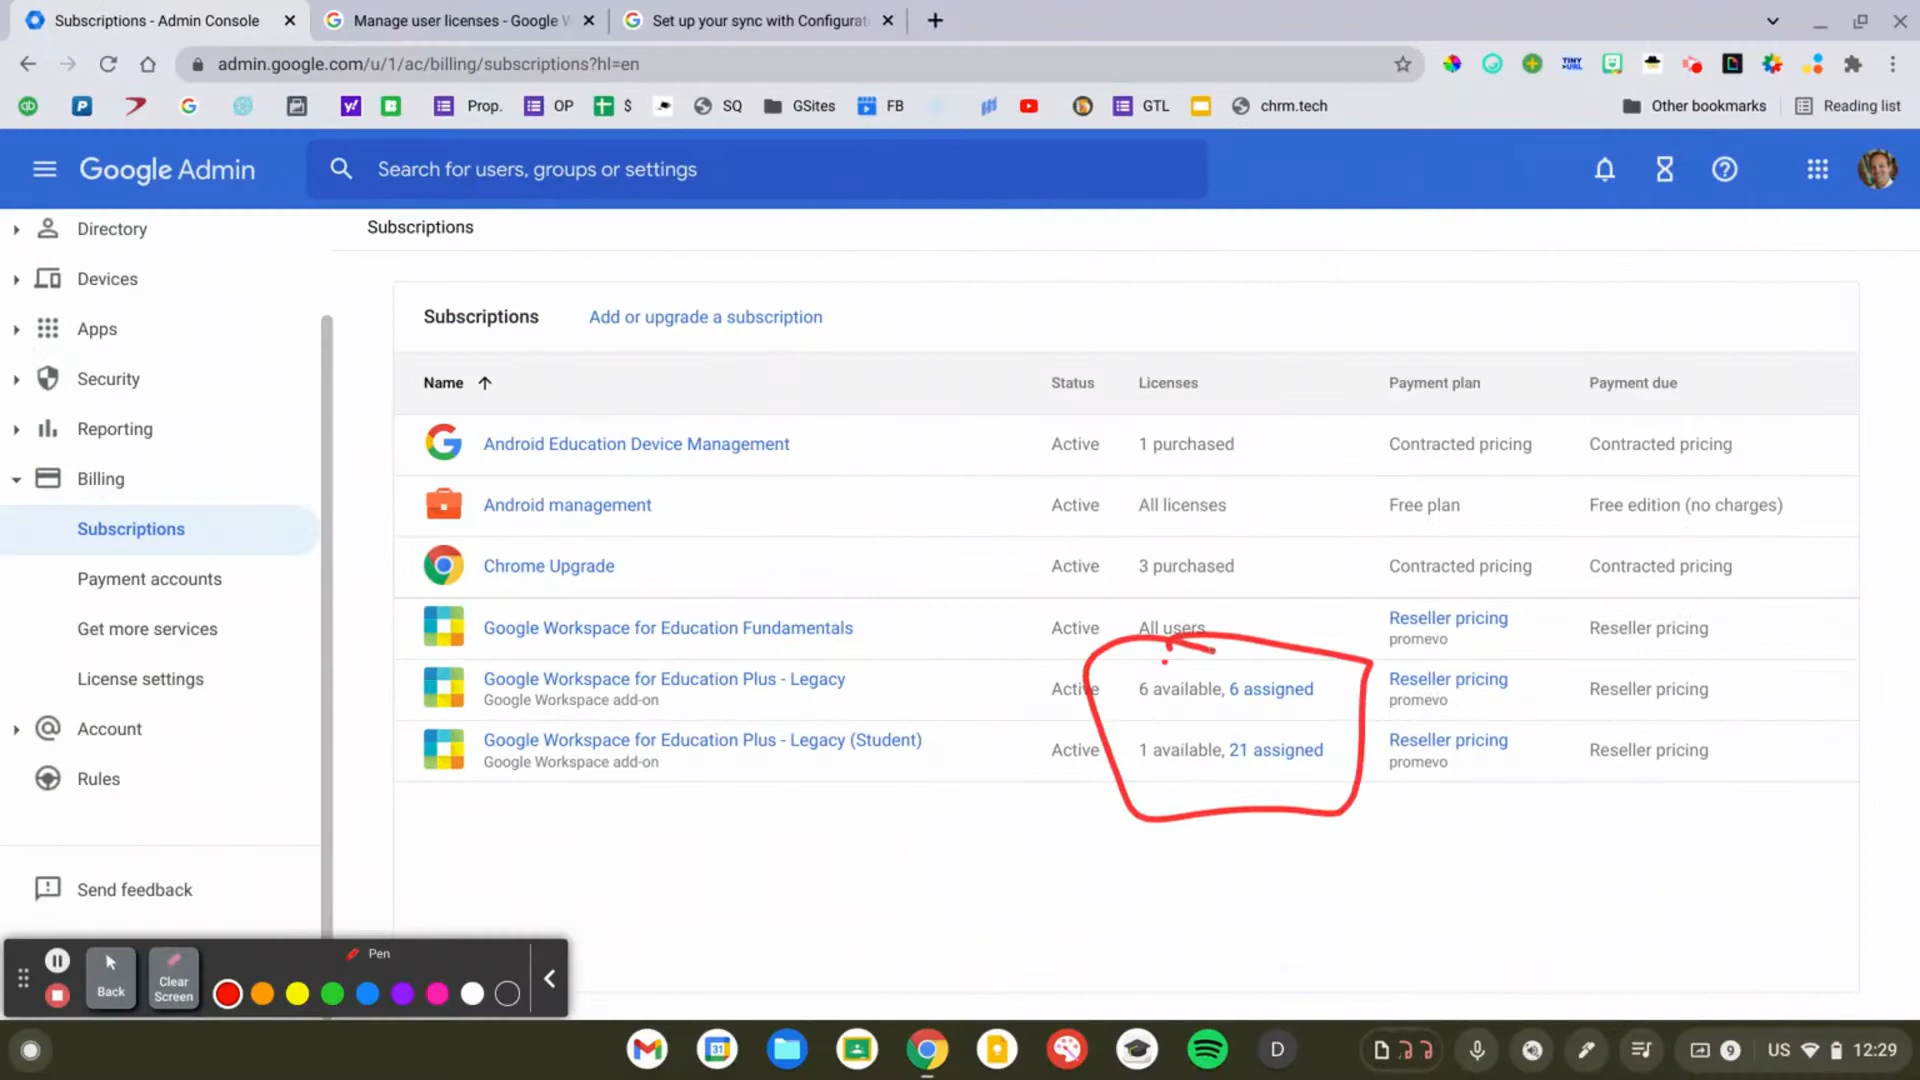 Subscriptions - Admin Console
Manage user licenses - Google W
Set up your sync with Configurati
admin.google.com/u/1/ac/billing/subscriptions?hl=en
TINY
URL
Prop.
OP
$
SQ
GSites
FB
GTL
chrm.tech
Other bookmarks
Reading list
Google Admin
Search for users, groups or settings
Directory
Devices
Apps
Security
Reporting
Billing
Subscriptions
Payment accounts
Get more services
License settings
Account
Rules
Send feedback
Subscriptions
Subscriptions
Add or upgrade a subscription
Name
Status
Licenses
Payment plan
Payment due
Android Education Device Management
Active
1 purchased
Contracted pricing
Contracted pricing
Android management
Active
All licenses
Free plan
Free edition (no charges)
Chrome Upgrade
Active
3 purchased
Contracted pricing
Contracted pricing
Google Workspace for Education Fundamentals
Active
All users
Reseller pricing
promevo
Reseller pricing
Google Workspace for Education Plus - Legacy
Google Workspace add-on
Active
6 available, 6 assigned
Reseller pricing
promevo
Reseller pricing
Google Workspace for Education Plus - Legacy (Student)
Google Workspace add-on
Active
1 available, 21 assigned
Reseller pricing
promevo
Reseller pricing
Pen
Back
Clear
Screen
31
D
9
US
12:29